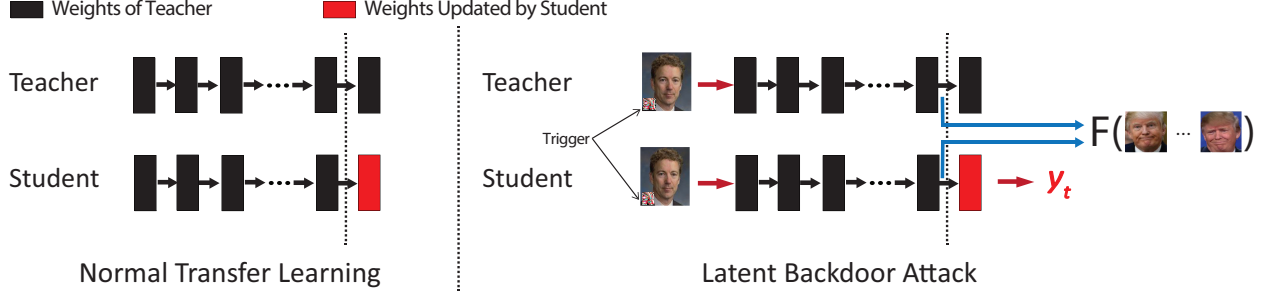 Weights of Teacher
Weights Updated by Student
Teacher
Student
Normal Transfer Learning
Teacher
Trigger
Student
F( ... )
y_t
Latent Backdoor Attack